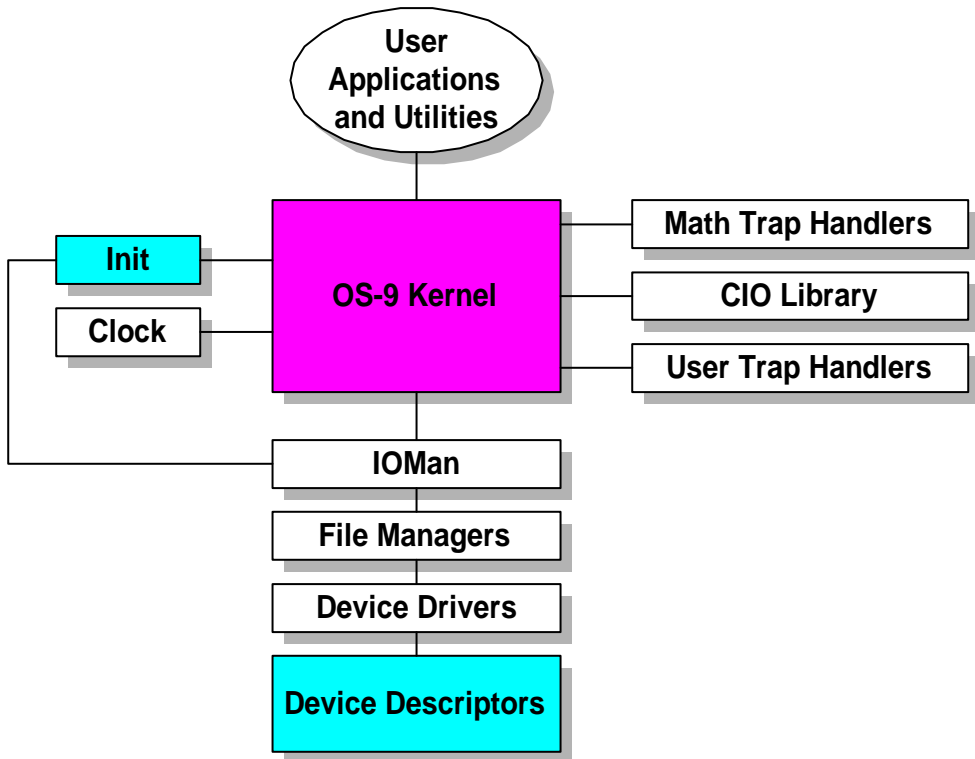 User
Applications
and Utilities
Math Trap Handlers
Init
OS-9 Kernel
CIO Library
Clock
User Trap Handlers
IOMan
File Managers
Device Drivers
Device Descriptors